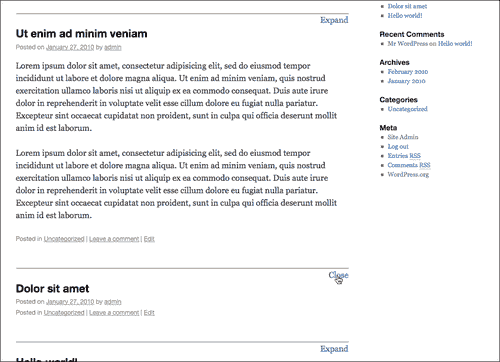 Expand
Ut enim ad minim veniam
Posted on January 27, 2010 by admin
Lorem ipsum dolor sit amet, consectetur adipisicing elit, sed do eiusmod tempor
incididunt ut labore et dolore magna aliqua. Ut enim ad minim veniam, quis nostrud
exercitation ullamco laboris nisi ut aliquip ex ea commodo consequat. Duis aute irure
dolor in reprehenderit in voluptate velit esse cillum dolore eu fugiat nulla pariatur.
Excepteur sint occaecat cupidatat non proident, sunt in culpa qui officia deserunt mollit
anim id est laborum.
Lorem ipsum dolor sit amet, consectetur adipisicing elit, sed do eiusmod tempor
incididunt ut labore et dolore magna aliqua. Ut enim ad minim veniam, quis nostrud
exercitation ullamco laboris nisi ut aliquip ex ea commodo consequat. Duis aute irure
dolor in reprehenderit in voluptate velit esse cillum dolore eu fugiat nulla pariatur.
Excepteur sint occaecat cupidatat non proident, sunt in culpa qui officia deserunt mollit
anim id est laborum.
Posted in Uncategorized | Leave a comment | Edit
Close
Dolor sit amet
Posted on January 27, 2010 by admin
Posted in Uncategorized | Leave a comment | Edit
Expand
Hello world!
Dolor sit amet
Hello world!
Recent Comments
Mr WordPress on Hello world!
Archives
February 2010
January 2010
Categories
Uncategorized
Meta
Site Admin
Log out
Entries RSS
Comments RSS
WordPress.org